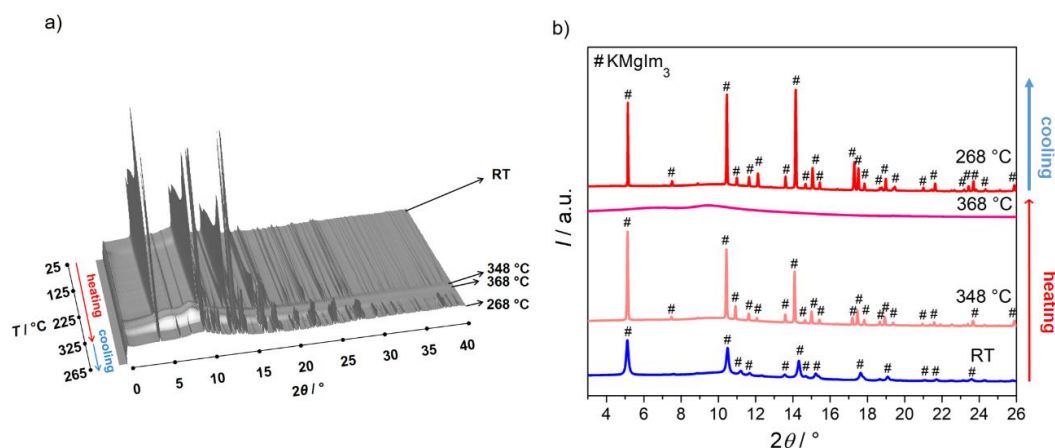 a)
RT
348 °C
368 °C
268 °C
25
125
225
325
265
T / °C
heating
cooling
0
5
10
15
20
25
30
35
40
2θ / °
b)
# KMgIm3
# # # # # # # # # # # # # # # # # # # # # #
268 °C
368 °C
# # # # # # # # # # # # # # # # # # # # #
348 °C
# # # # # # # # # # # # # #
RT
I / a.u.
4 6 8 10 12 14 16 18 20 22 24 26
2θ / °
cooling
heating